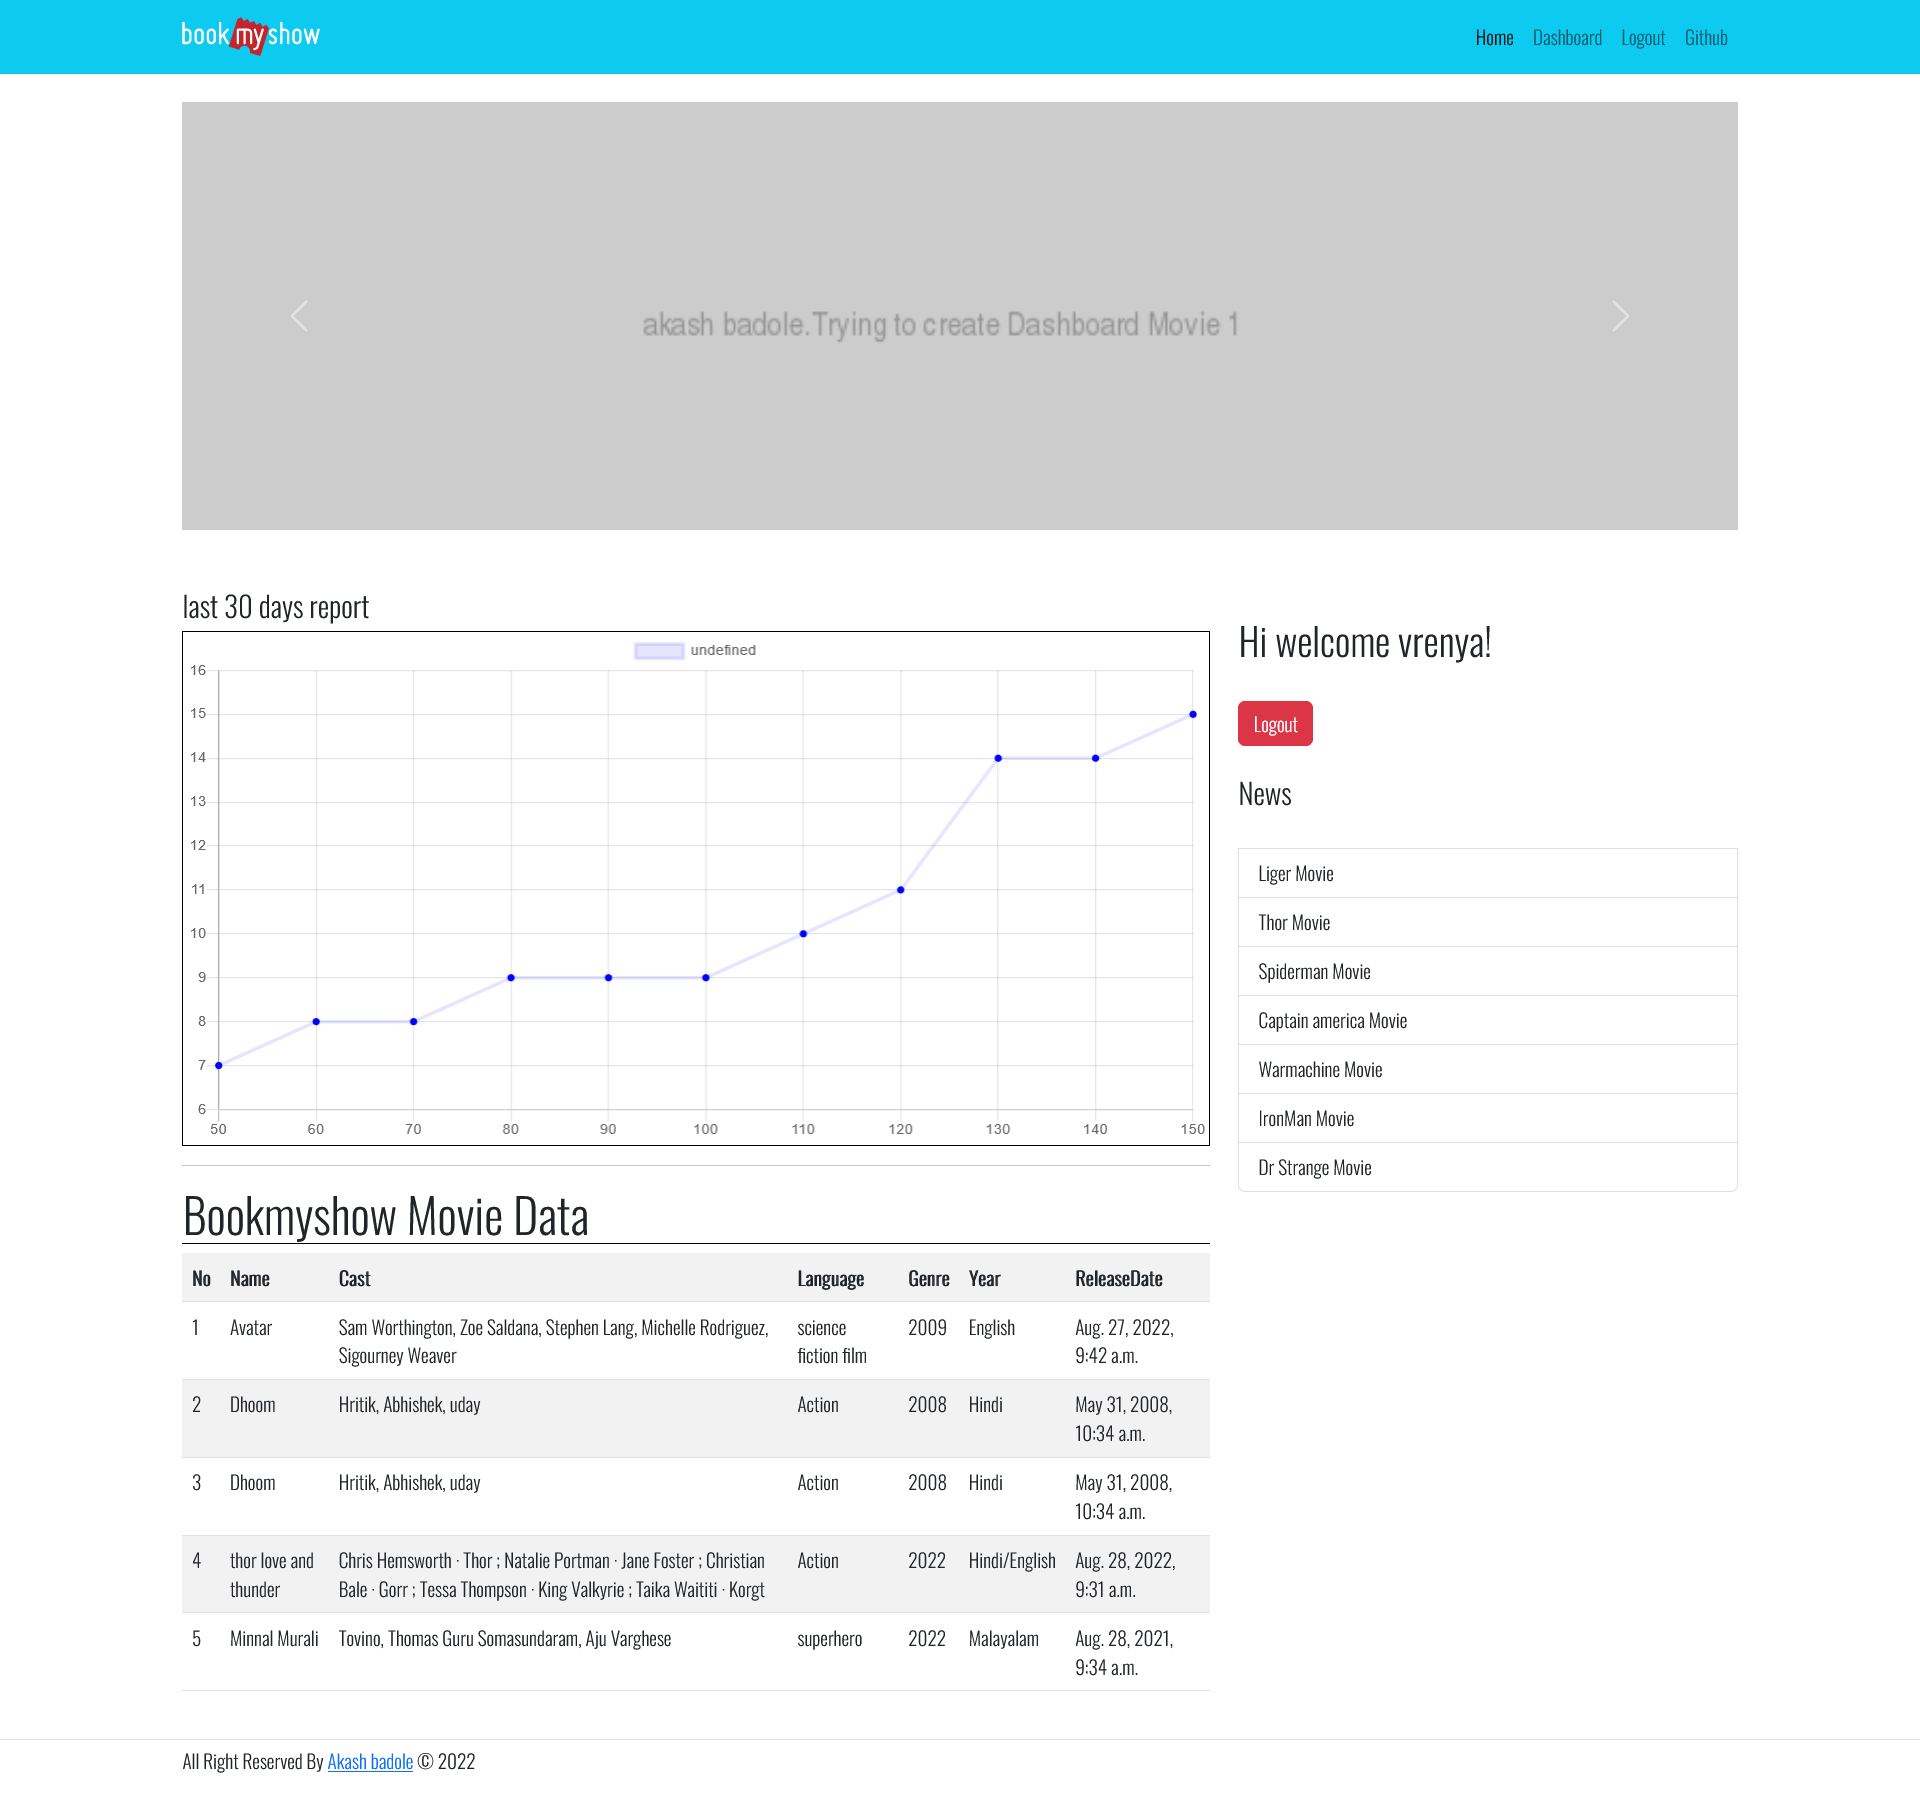 bookmyshow
Home Dashboard Logout Github
akash badole.Trying to create Dashboard Movie 1
last 30 days report
undefined
16
15
14
13
12
11
10
9
8
7
6
50 60 70 80 90 100 110 120 130 140 150
Hi welcome vrenya!
Logout
News
Liger Movie
Thor Movie
Spiderman Movie
Captain america Movie
Warmachine Movie
IronMan Movie
Dr Strange Movie
Bookmyshow Movie Data
No Name Cast Language Genre Year ReleaseDate
1 Avatar Sam Worthington, Zoe Saldana, Stephen Lang, Michelle Rodriguez, science 2009 English Aug. 27, 2022,
Sigourney Weaver fiction film 9:42 a.m.
2 Dhoom Hritik, Abhishek, uday Action 2008 Hindi May 31, 2008,
10:34 a.m.
3 Dhoom Hritik, Abhishek, uday Action 2008 Hindi May 31, 2008,
10:34 a.m.
4 thor love and Chris Hemsworth · Thor ; Natalie Portman · Jane Foster ; Christian Action 2022 Hindi/English Aug. 28, 2022,
thunder Bale · Gorr ; Tessa Thompson · King Valkyrie ; Taika Waititi · Korgt 9:31 a.m.
5 Minnal Murali Tovino, Thomas Guru Somasundaram, Aju Varghese superhero 2022 Malayalam Aug. 28, 2021,
9:34 a.m.
All Right Reserved By Akash badole © 2022